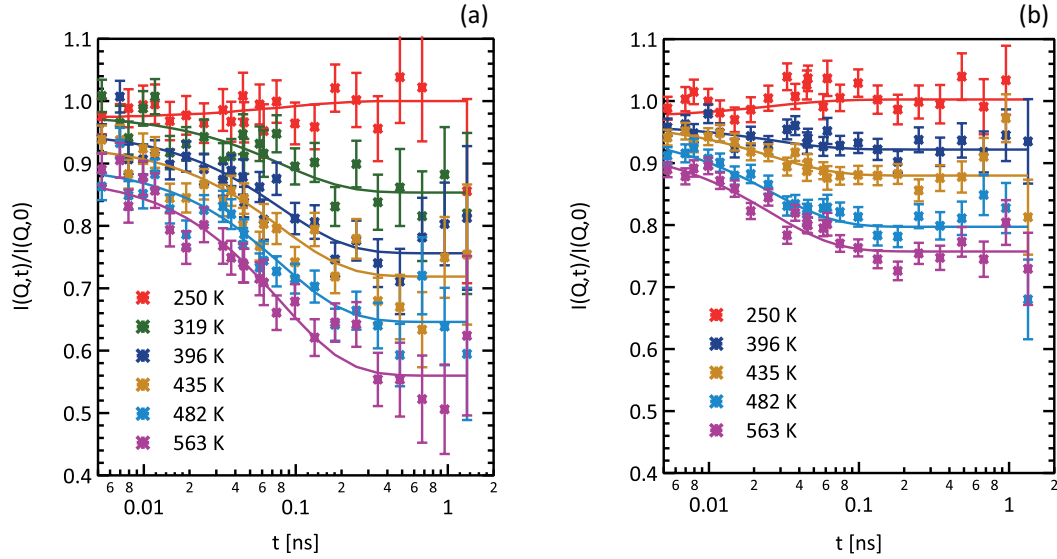 (a)
I(Q,t)/I(Q,0)
1.1
1.0
0.9
0.8
0.7
0.6
0.5
0.4
250 K
319 K
396 K
435 K
482 K
563 K
6 8 2 4 6 8 2 4 6 8 2
0.01 0.1 1
t [ns]
(b)
I(Q,t)/I(Q,0)
1.1
1.0
0.9
0.8
0.7
0.6
0.5
0.4
250 K
396 K
435 K
482 K
563 K
6 8 2 4 6 8 2 4 6 8 2
0.01 0.1 1
t [ns]